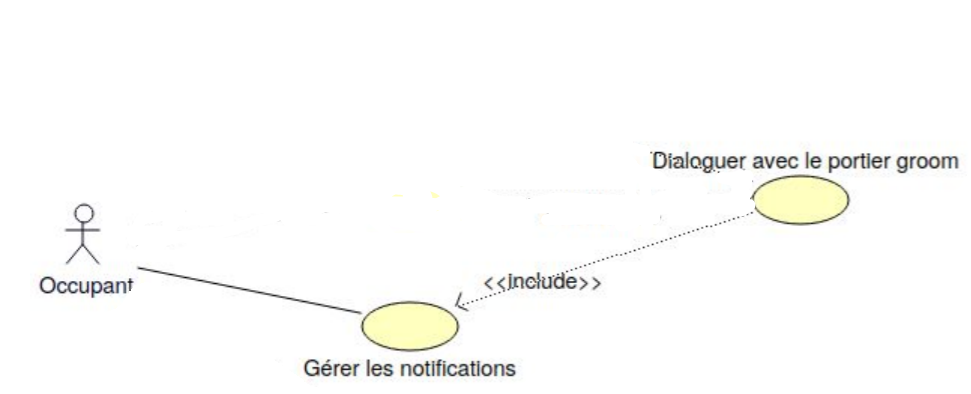 Dialoguer avec le portier groom
Occupant
<<include>>
Gérer les notifications